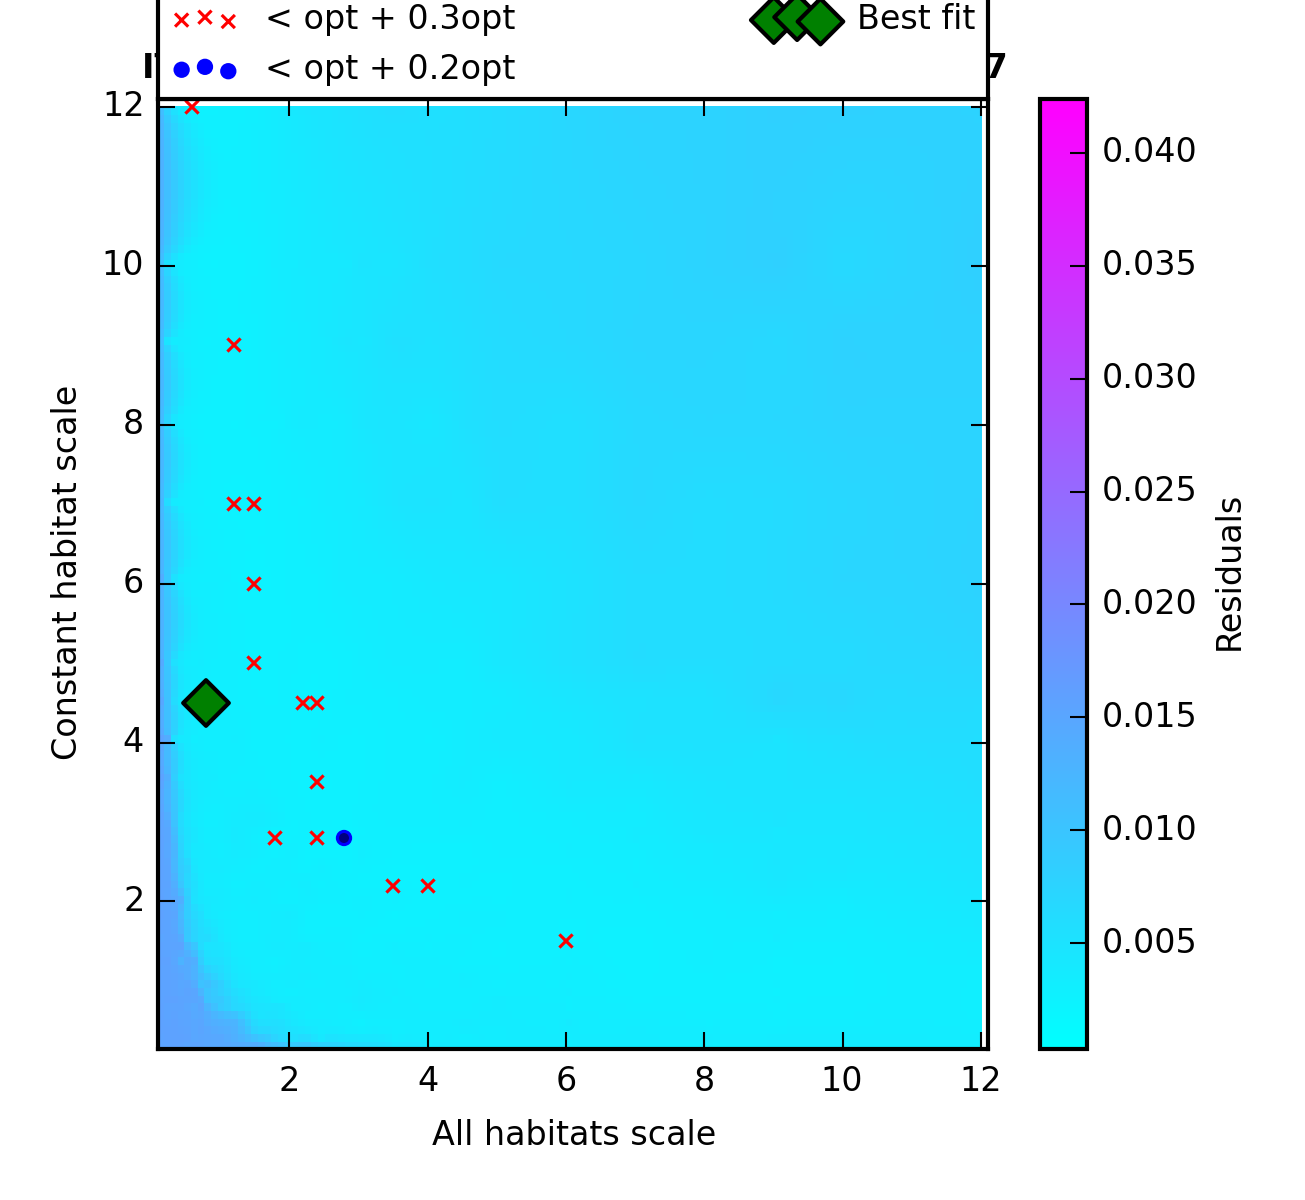 < opt + 0.3opt
Best fit
< opt + 0.2opt
7
12
10
8
6
4
2
Constant habitat scale
2 4 6 8 10 12
All habitats scale
0.040
0.035
0.030
0.025
0.020
0.015
0.010
0.005
Residuals